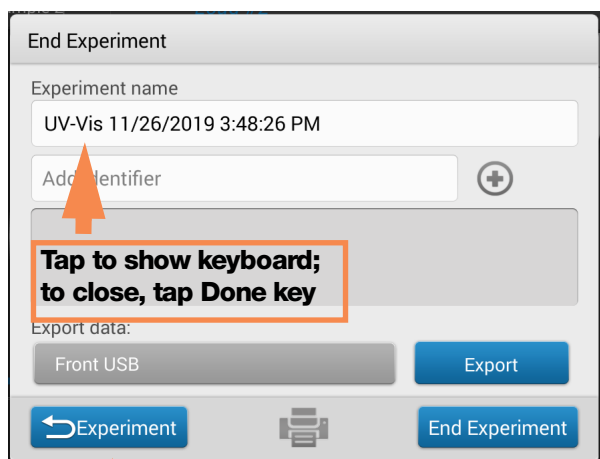 End Experiment
Experiment name
UV-Vis 11/26/2019 3:48:26 PM
Add identifier
Tap to show keyboard;
to close, tap Done key
Export data:
Front USB
Export
Experiment
End Experiment